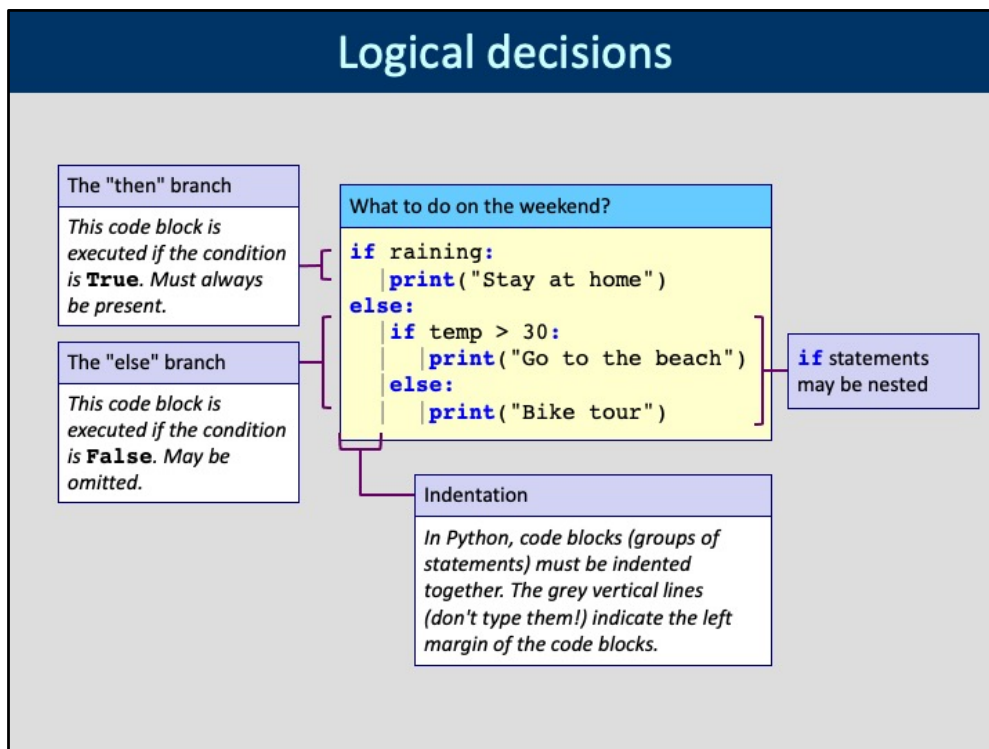 Logical decisions
The "then" branch
This code block is
executed if the condition
is True. Must always
be present.
The "else" branch
This code block is
executed if the condition
is False. May be
omitted.
What to do on the weekend?
if raining:
print("Stay at home")
else:
if temp > 30:
print("Go to the beach")
else:
print("Bike tour")
if statements
may be nested
Indentation
In Python, code blocks (groups of
statements) must be indented
together. The grey vertical lines
(don't type them!) indicate the left
margin of the code blocks.